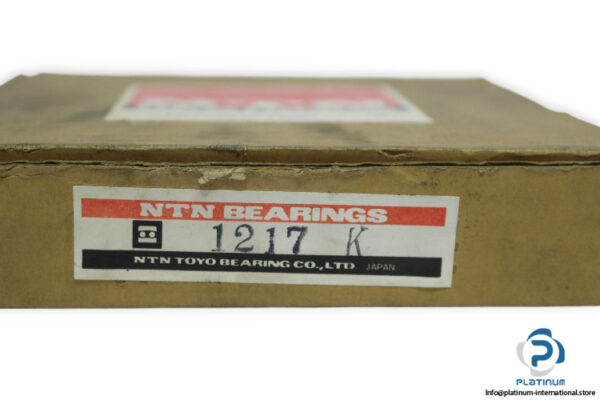 NTN BEARINGS
1217 K
NTN TOYO BEARING CO., LTD JAPAN
PLATINUM
Info@platinum-international.store